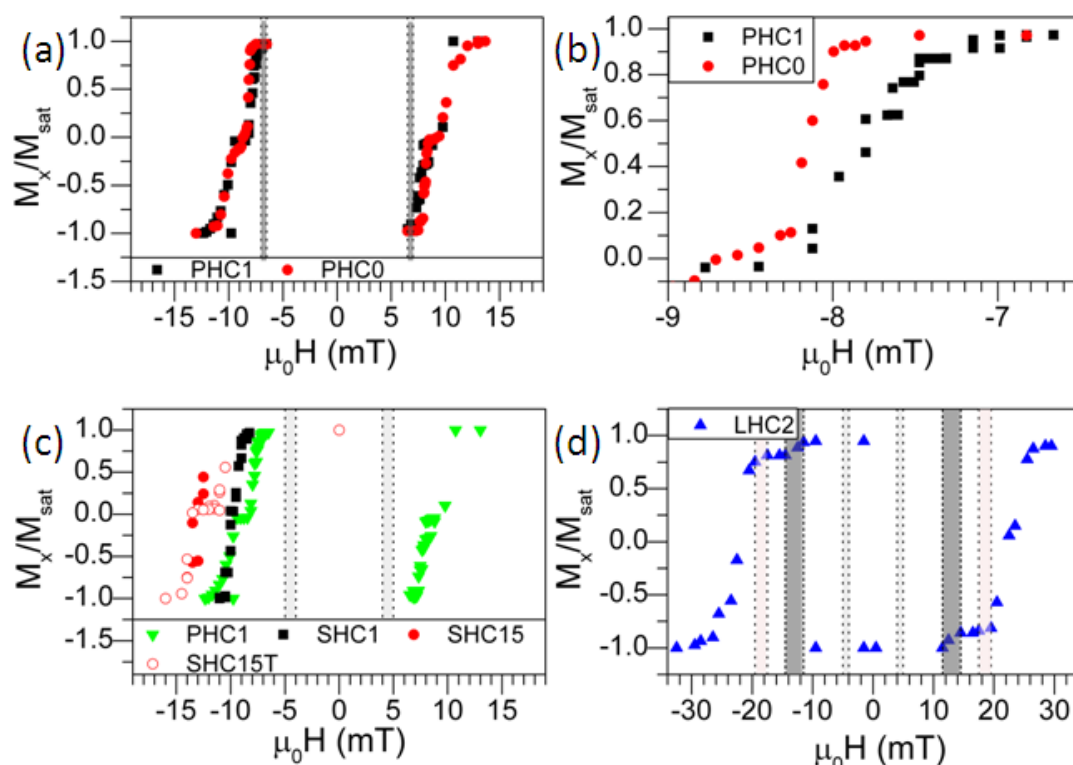 (a)
1.0
0.5
0.0
-0.5
-1.0
-1.5
Mx/Msat
PHC1 PHC0
-15 -10 -5 0 5 10 15
μ0H (mT)
(b)
PHC1
PHC0
1.0
0.8
0.6
0.4
0.2
0.0
Mx/Msat
-9 -8 -7
μ0H (mT)
(c)
1.0
0.5
0.0
-0.5
-1.0
-1.5
Mx/Msat
PHC1 SHC1 SHC15
SHC15T
-15 -10 -5 0 5 10 15
μ0H (mT)
(d)
LHC2
1.0
0.5
0.0
-0.5
-1.0
Mx/Msat
-30 -20 -10 0 10 20 30
μ0H (mT)